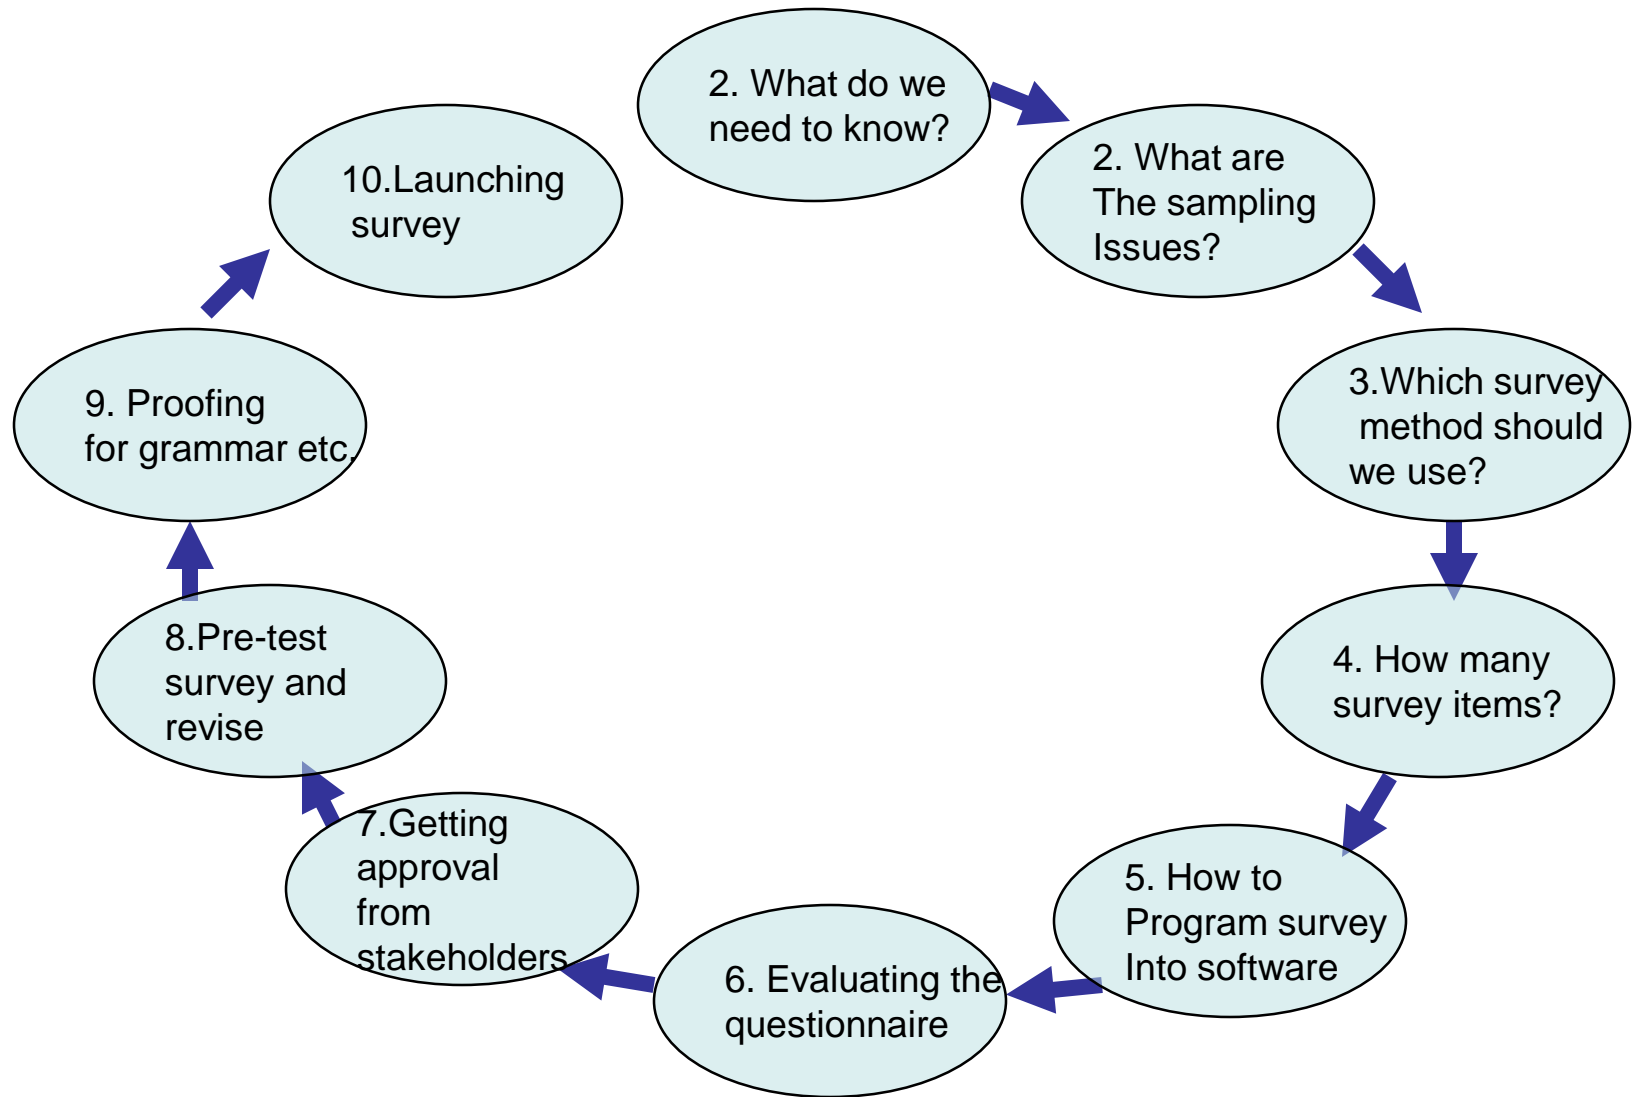 2. What do we
need to know?
2. What are
The sampling
Issues?
3.Which survey
method should
we use?
4. How many
survey items?
5. How to
Program survey
Into software
6. Evaluating the
questionnaire
7.Getting
approval
from
stakeholders
8.Pre-test
survey and
revise
9. Proofing
for grammar etc.
10.Launching
survey